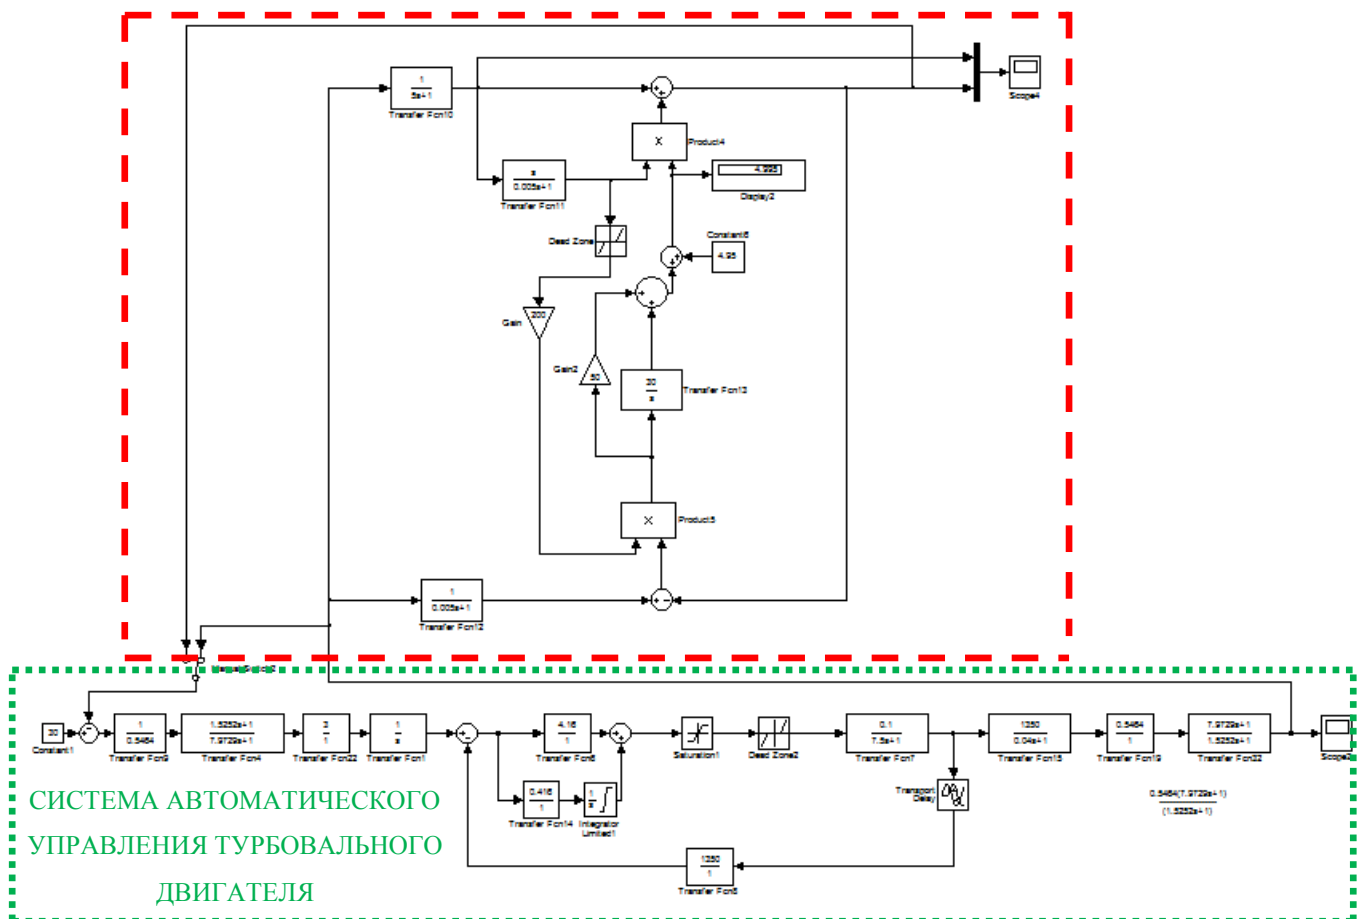 1
5s+1
Transfer Fcn10
Scope4
X
Product4
s
0.005s+1
Transfer Fcn11
4.995
Display2
Dead Zone
Constant6
4.95
200
Gain
Gain2
50
20
s
Transfer Fcn13
X
Product5
1
0.005s+1
Transfer Fcn12
20
Constant1
1
0.5464
Transfer Fcn9
1.5252s+1
7.9729s+1
Transfer Fcn4
1
Transfer Fcn22
1
s
Transfer Fcn1
4.16
1
Transfer Fcn6
Saturation1
Dead Zone2
0.1
7.5s+1
Transfer Fcn7
1350
0.04s+1
Transfer Fcn15
0.5464
1
Transfer Fcn19
7.9729s+1
1.5252s+1
Transfer Fcn32
0.416
1
Transfer Fcn14
1
s
Integrator
Limited1
Transport
Delay
0.5464(7.9729s+1)
(1.5252s+1)
1350
1
СИСТЕМА АВТОМАТИЧЕСКОГО
УПРАВЛЕНИЯ ТУРБОВАЛЬНОГО
ДВИГАТЕЛЯ